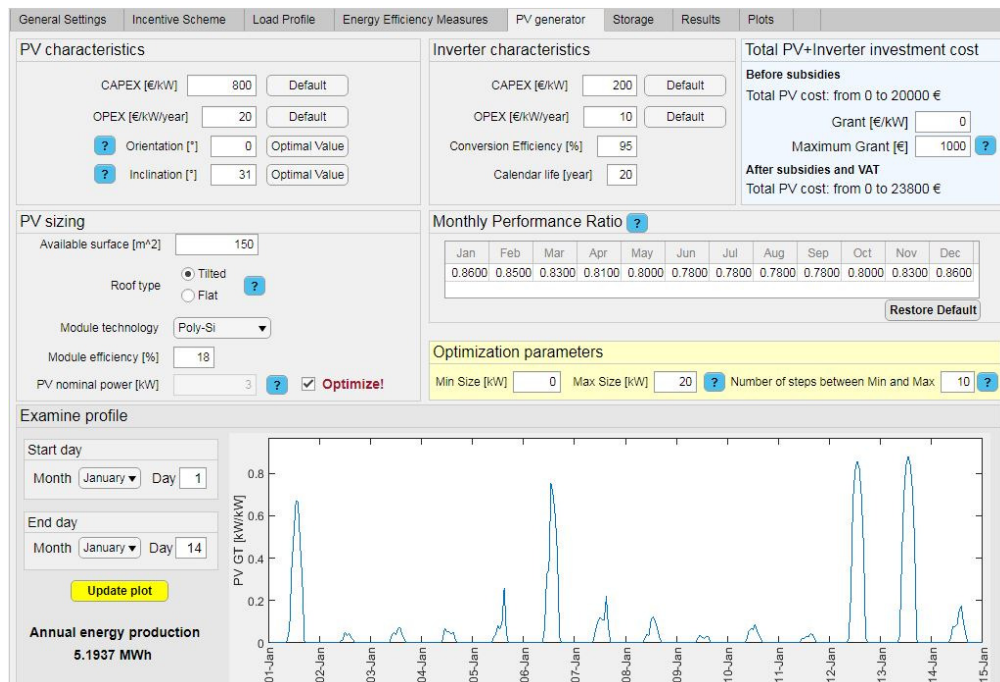 General Settings Incentive Scheme Load Profile Energy Efficiency Measures PV generator Storage Results Plots
PV characteristics
CAPEX [€/kW] 800 Default
OPEX [€/kW/year] 20 Default
? Orientation [°] 0 Optimal Value
? Inclination [°] 31 Optimal Value
Inverter characteristics
CAPEX [€/kW] 200 Default
OPEX [€/kW/year] 10 Default
Conversion Efficiency [%] 95
Calendar life [year] 20
Total PV+Inverter investment cost
Before subsidies
Total PV cost: from 0 to 20000 €
Grant [€/kW] 0
Maximum Grant [€] 1000 ?
After subsidies and VAT
Total PV cost: from 0 to 23800 €
PV sizing
Available surface [m^2] 150
Roof type
Tilted
Flat
?
Module technology Poly-Si
Module efficiency [%] 18
PV nominal power [kW] 3 ? Optimize!
Monthly Performance Ratio ?
Jan Feb Mar Apr May Jun Jul Aug Sep Oct Nov Dec
0.8600 0.8500 0.8300 0.8100 0.8000 0.7800 0.7800 0.7800 0.7800 0.8000 0.8300 0.8600
Restore Default
Optimization parameters
Min Size [kW] 0 Max Size [kW] 20 ? Number of steps between Min and Max 10 ?
Examine profile
Start day
Month January Day 1
End day
Month January Day 14
Update plot
Annual energy production
5.1937 MWh
PV GT [kW/kW]
0.8
0.6
0.4
0.2
0
01-Jan 02-Jan 03-Jan 04-Jan 05-Jan 06-Jan 07-Jan 08-Jan 09-Jan 10-Jan 11-Jan 12-Jan 13-Jan 14-Jan 15-Jan